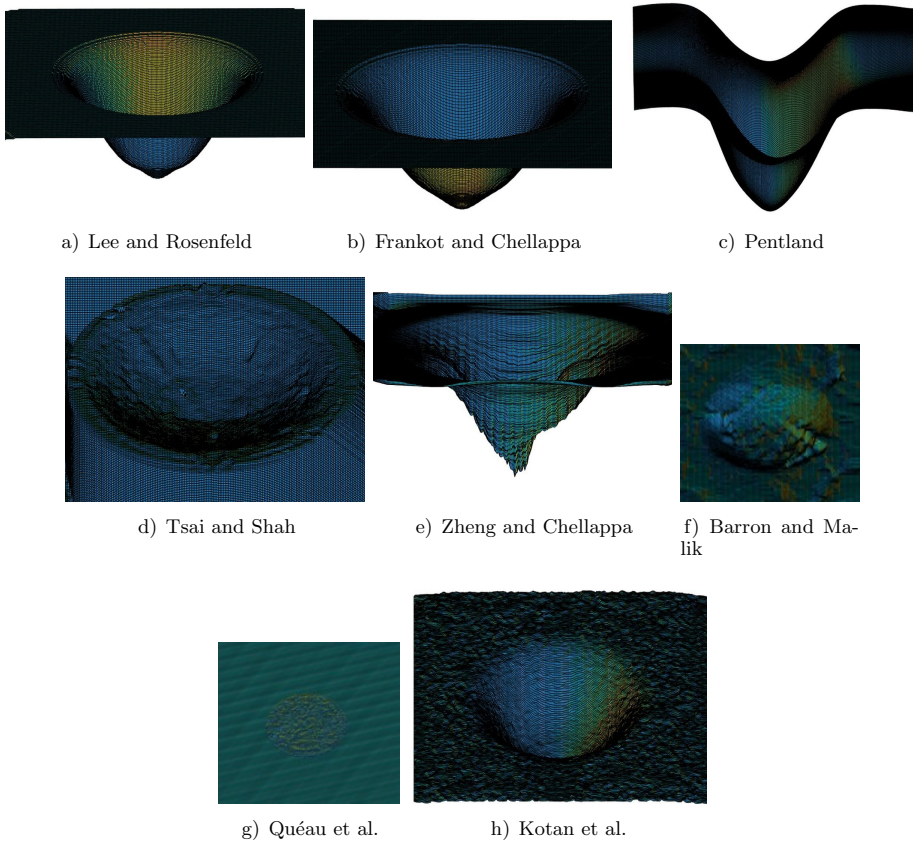 a) Lee and Rosenfeld
b) Frankot and Chellappa
c) Pentland
d) Tsai and Shah
e) Zheng and Chellappa
f) Barron and Ma-
lik
g) Quéau et al.
h) Kotan et al.